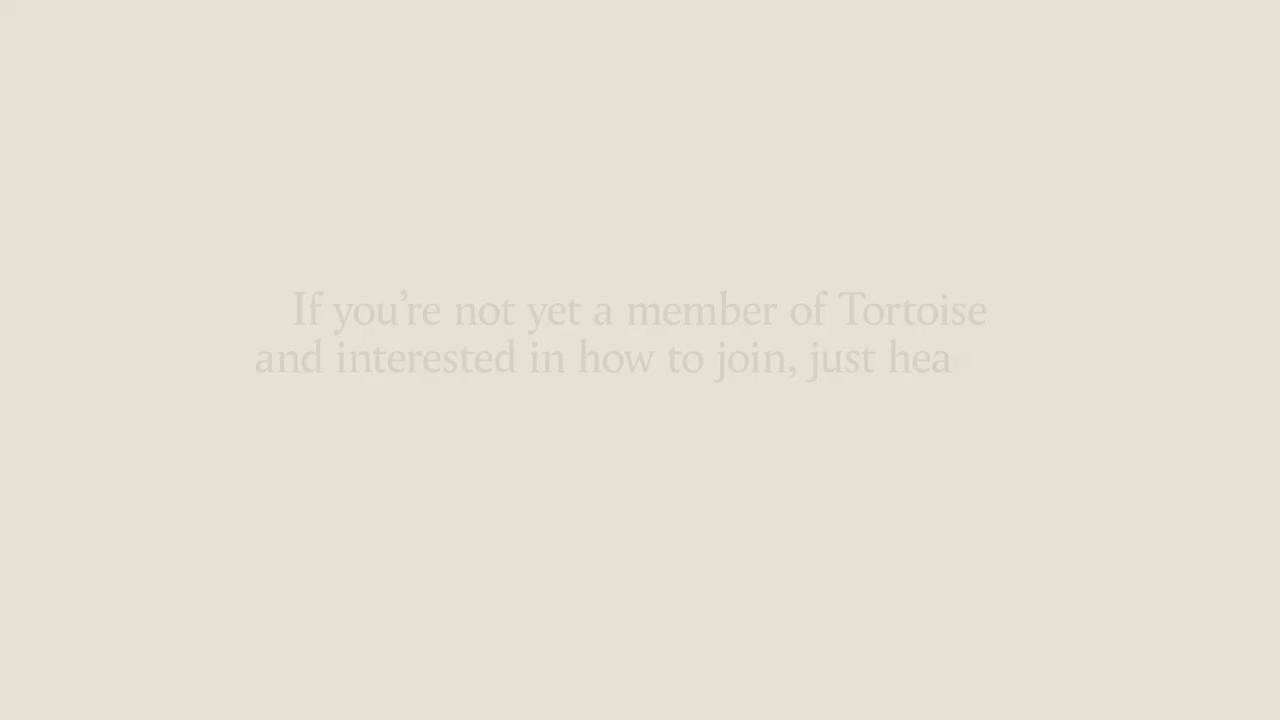 If you’re not yet a member of Tortoise
and interested in how to join, just hea